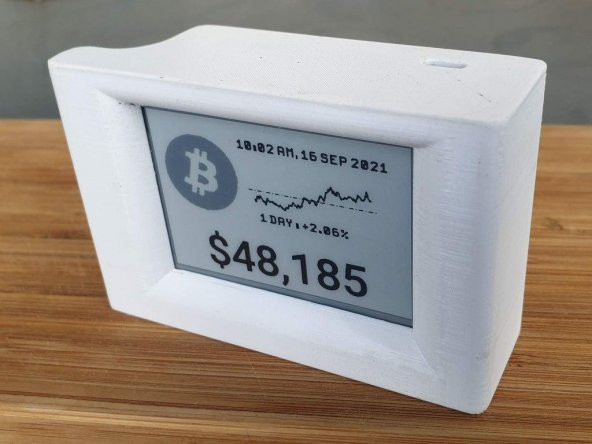 10:02 AM, 16 SEP 2021
1 DAY : +2.06%
$48,185